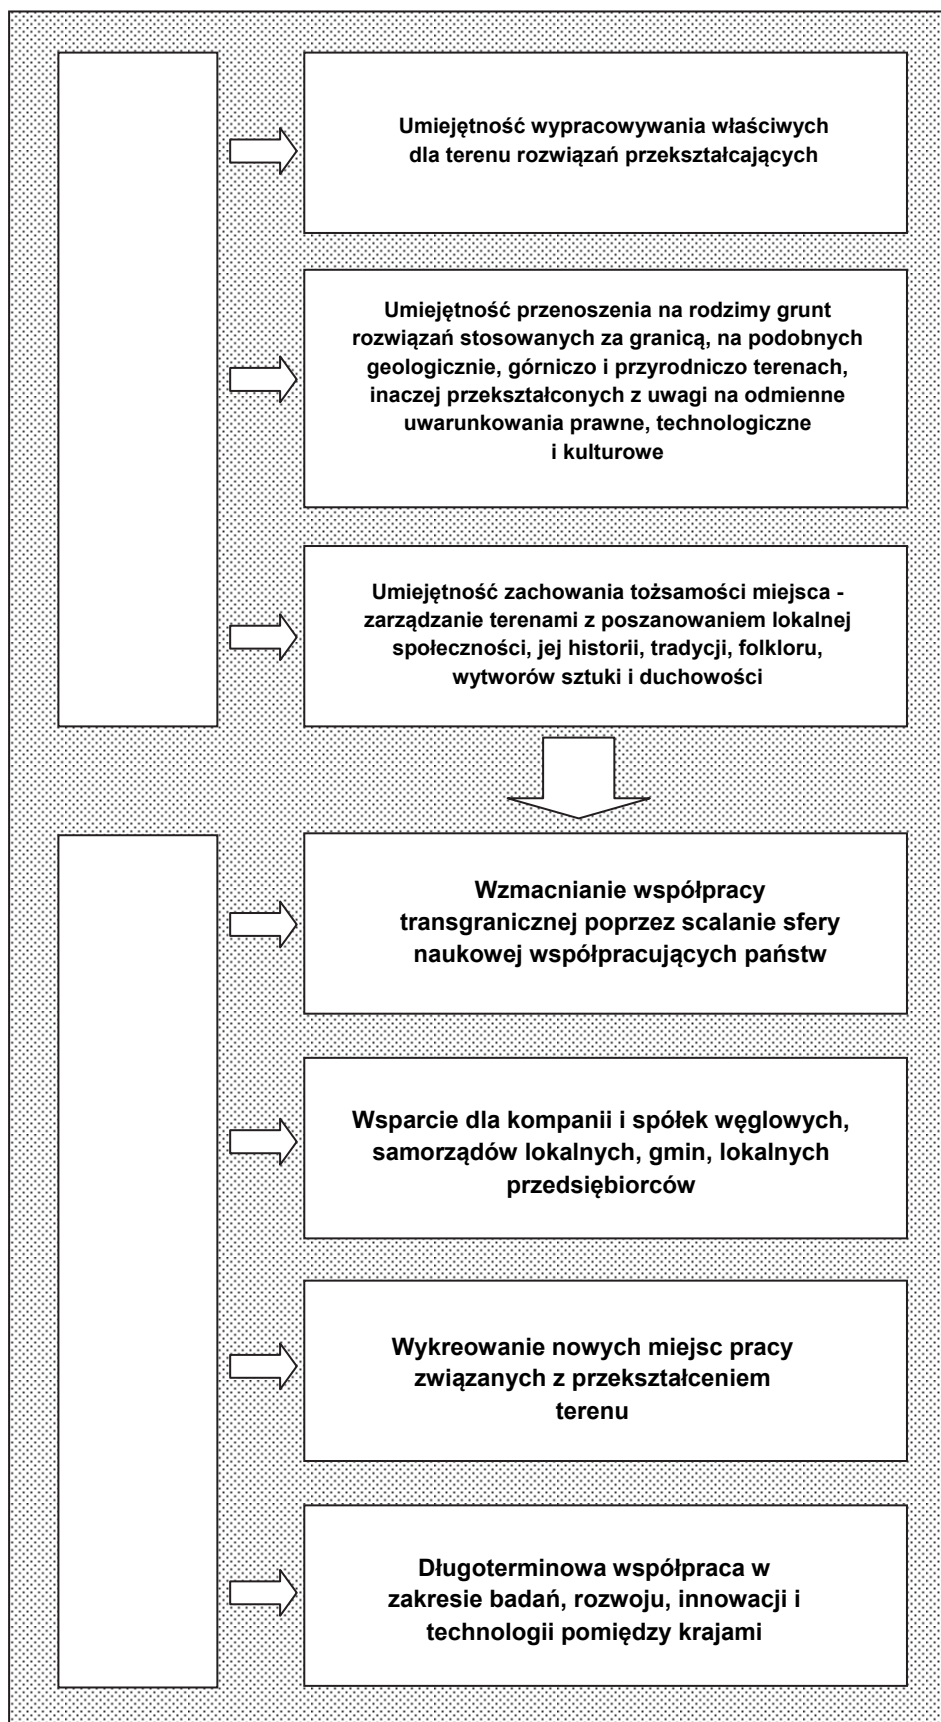 Umiejętność wypracowywania właściwych
dla terenu rozwiązań przekształcających
Umiejętność przenoszenia na rodzimy grunt
rozwiązań stosowanych za granicą, na podobnych
geologicznie, górniczo i przyrodniczo terenach,
inaczej przekształconych z uwagi na odmienne
uwarunkowania prawne, technologiczne
i kulturowe
Umiejętność zachowania tożsamości miejsca -
zarządzanie terenami z poszanowaniem lokalnej
społeczności, jej historii, tradycji, folkloru,
wytworów sztuki i duchowości
Wzmacnianie współpracy
transgranicznej poprzez scalanie sfery
naukowej współpracujących państw
Wsparcie dla kompanii i spółek węglowych,
samorządów lokalnych, gmin, lokalnych
przedsiębiorców
Wykreowanie nowych miejsc pracy
związanych z przekształceniem
terenu
Długoterminowa współpraca w
zakresie badań, rozwoju, innowacji i
technologii pomiędzy krajami